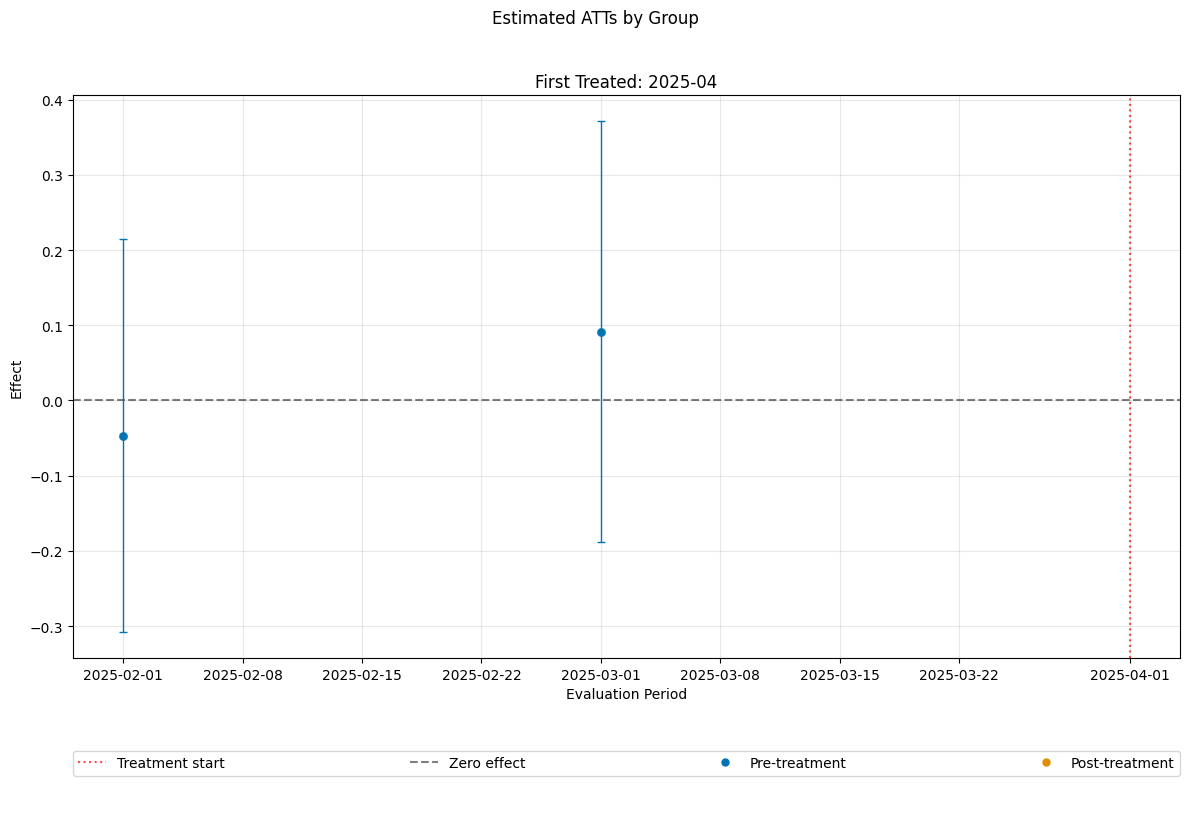 Estimated ATTs by Group
First Treated: 2025-04
Effect
0.4
0.3
0.2
0.1
0.0
−0.1
−0.2
−0.3
2025-02-01 2025-02-08 2025-02-15 2025-02-22 2025-03-01 2025-03-08 2025-03-15 2025-03-22 2025-04-01
Evaluation Period
Treatment start Zero effect Pre-treatment Post-treatment